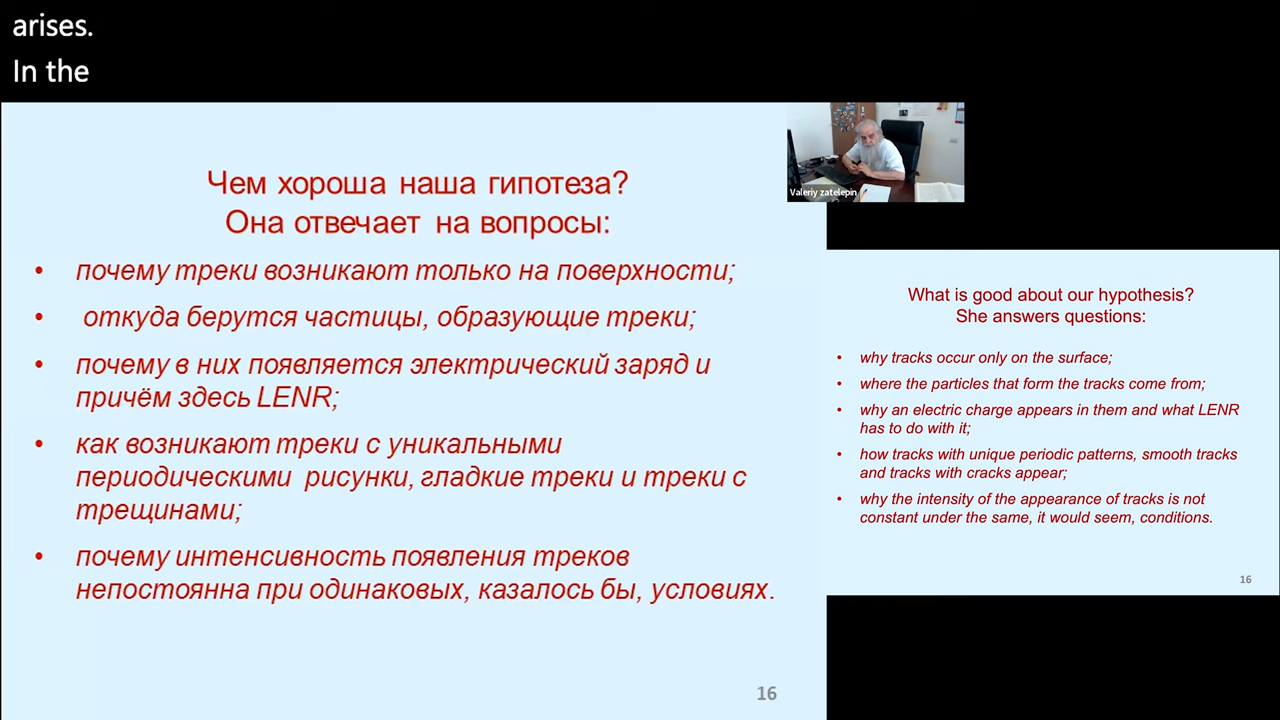 arises.
In the
Чем хороша наша гипотеза?
Она отвечает на вопросы:
• почему треки возникают только на поверхности;
• откуда берутся частицы, образующие треки;
• почему в них появляется электрический заряд и
причём здесь LENR;
• как возникают треки с уникальными
периодическими рисунки, гладкие треки и треки с
трещинами;
• почему интенсивность появления треков
непостоянна при одинаковых, казалось бы, условиях.
16
Valeriy zatelepin
What is good about our hypothesis?
She answers questions:
• why tracks occur only on the surface;
• where the particles that form the tracks come from;
• why an electric charge appears in them and what LENR
has to do with it;
• how tracks with unique periodic patterns, smooth tracks
and tracks with cracks appear;
• why the intensity of the appearance of tracks is not
constant under the same, it would seem, conditions.
16